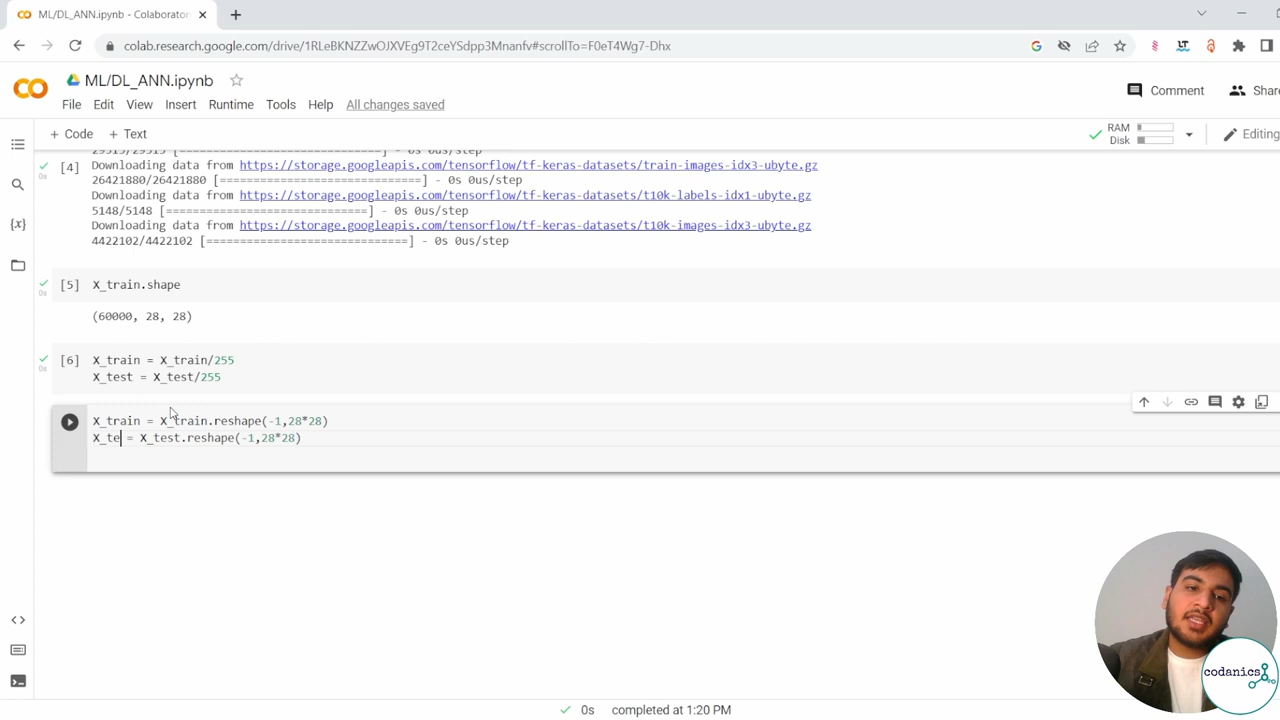 ML/DL_ANN.ipynb - Colaborator
colab.research.google.com/drive/1RLeBKNZZwOJXVEg9T2ceYSdpp3Mnanfv#scrollTo=F0eT4Wg7-Dhx
ML/DL_ANN.ipynb
Comment
Share
File Edit View Insert Runtime Tools Help All changes saved
+ Code + Text
RAM
Disk
Editing
[4]
Downloading data from https://storage.googleapis.com/tensorflow/tf-keras-datasets/train-images-idx3-ubyte.gz
0s
26421880/26421880 [==============================] - 0s 0us/step
Downloading data from https://storage.googleapis.com/tensorflow/tf-keras-datasets/t10k-labels-idx1-ubyte.gz
5148/5148 [==============================] - 0s 0us/step
Downloading data from https://storage.googleapis.com/tensorflow/tf-keras-datasets/t10k-images-idx3-ubyte.gz
4422102/4422102 [==============================] - 0s 0us/step
[5] X_train.shape
0s
(60000, 28, 28)
[6] X_train = X_train/255
0s
X_test = X_test/255
X_train = X_train.reshape(-1,28*28)
X_te = X_test.reshape(-1,28*28)
codanics
0s completed at 1:20 PM